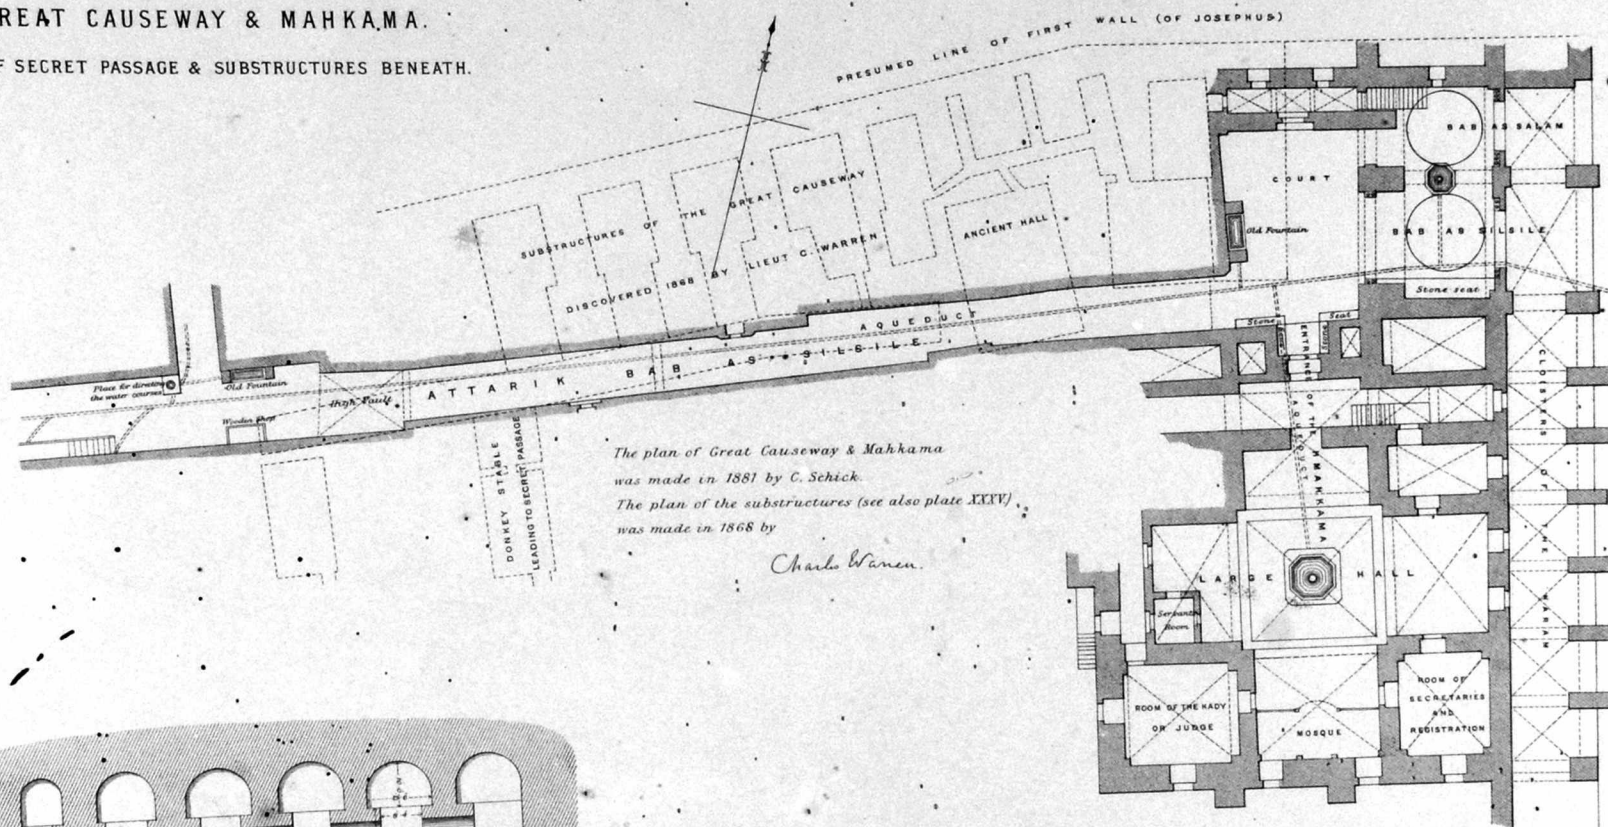 REAT CAUSEWAY & MAHKAMA.
F SECRET PASSAGE & SUBSTRUCTURES BENEATH.
PRESUMED LINE OF FIRST WALL (OF JOSEPHUS)
BAB AS SALAM
COURT
SUBSTRUCTURES OF THE GREAT CAUSEWAY
DISCOVERED 1868 BY LIEUT C. WARREN
ANCIENT HALL
Old Fountain
BAB AS SILSILE
Stone seat
AQUEDUCT
Stone Seat
ATTARIK BAB AS SILSILE
Place for directing
the water courses
Old Fountain
High Vault
Wooden Shop
ENTRANCE OF THE MAHKAMA
AQUEDUCT
CLOISTERS OF THE HARAM
DONKEY STABLE
LEADING TO SECRET PASSAGE
The plan of Great Causeway & Mahkama
was made in 1881 by C. Schick.
The plan of the substructures (see also plate XXXV)
was made in 1868 by
Charles Warren.
LARGE HALL
Servants
Room
ROOM OF THE KADY
OR JUDGE
MOSQUE
ROOM OF
SECRETARIES
AND
REGISTRATION